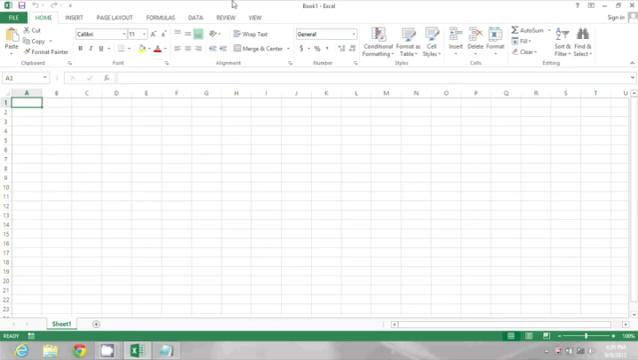 Book1 - Excel
Sign in
FILE HOME INSERT PAGE LAYOUT FORMULAS DATA REVIEW VIEW
Cut
Copy
Format Painter
Paste
Clipboard
Calibri 11
B I U
Font
Wrap Text
Merge & Center
Alignment
General
$ % ,
Number
Conditional Formatting
Format as Table
Cell Styles
Styles
Insert Delete Format
Cells
AutoSum
Fill
Clear
Sort & Filter
Find & Select
Editing
A1
A B C D E F G H I J K L M N O P Q R S T U
1
2
3
4
5
6
7
8
9
10
11
12
13
14
15
16
17
18
19
20
21
22
23
Sheet1
READY
100%